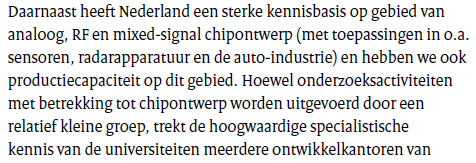 Daarnaast heeft Nederland een sterke kennisbasis op gebied van
analoog, RF en mixed-signal chipontwerp (met toepassingen in o.a.
sensoren, radarapparatuur en de auto-industrie) en hebben we ook
productiecapaciteit op dit gebied. Hoewel onderzoeksactiviteiten
met betrekking tot chipontwerp worden uitgevoerd door een
relatief kleine groep, trekt de hoogwaardige specialistische
kennis van de universiteiten meerdere ontwikkelkantoren van